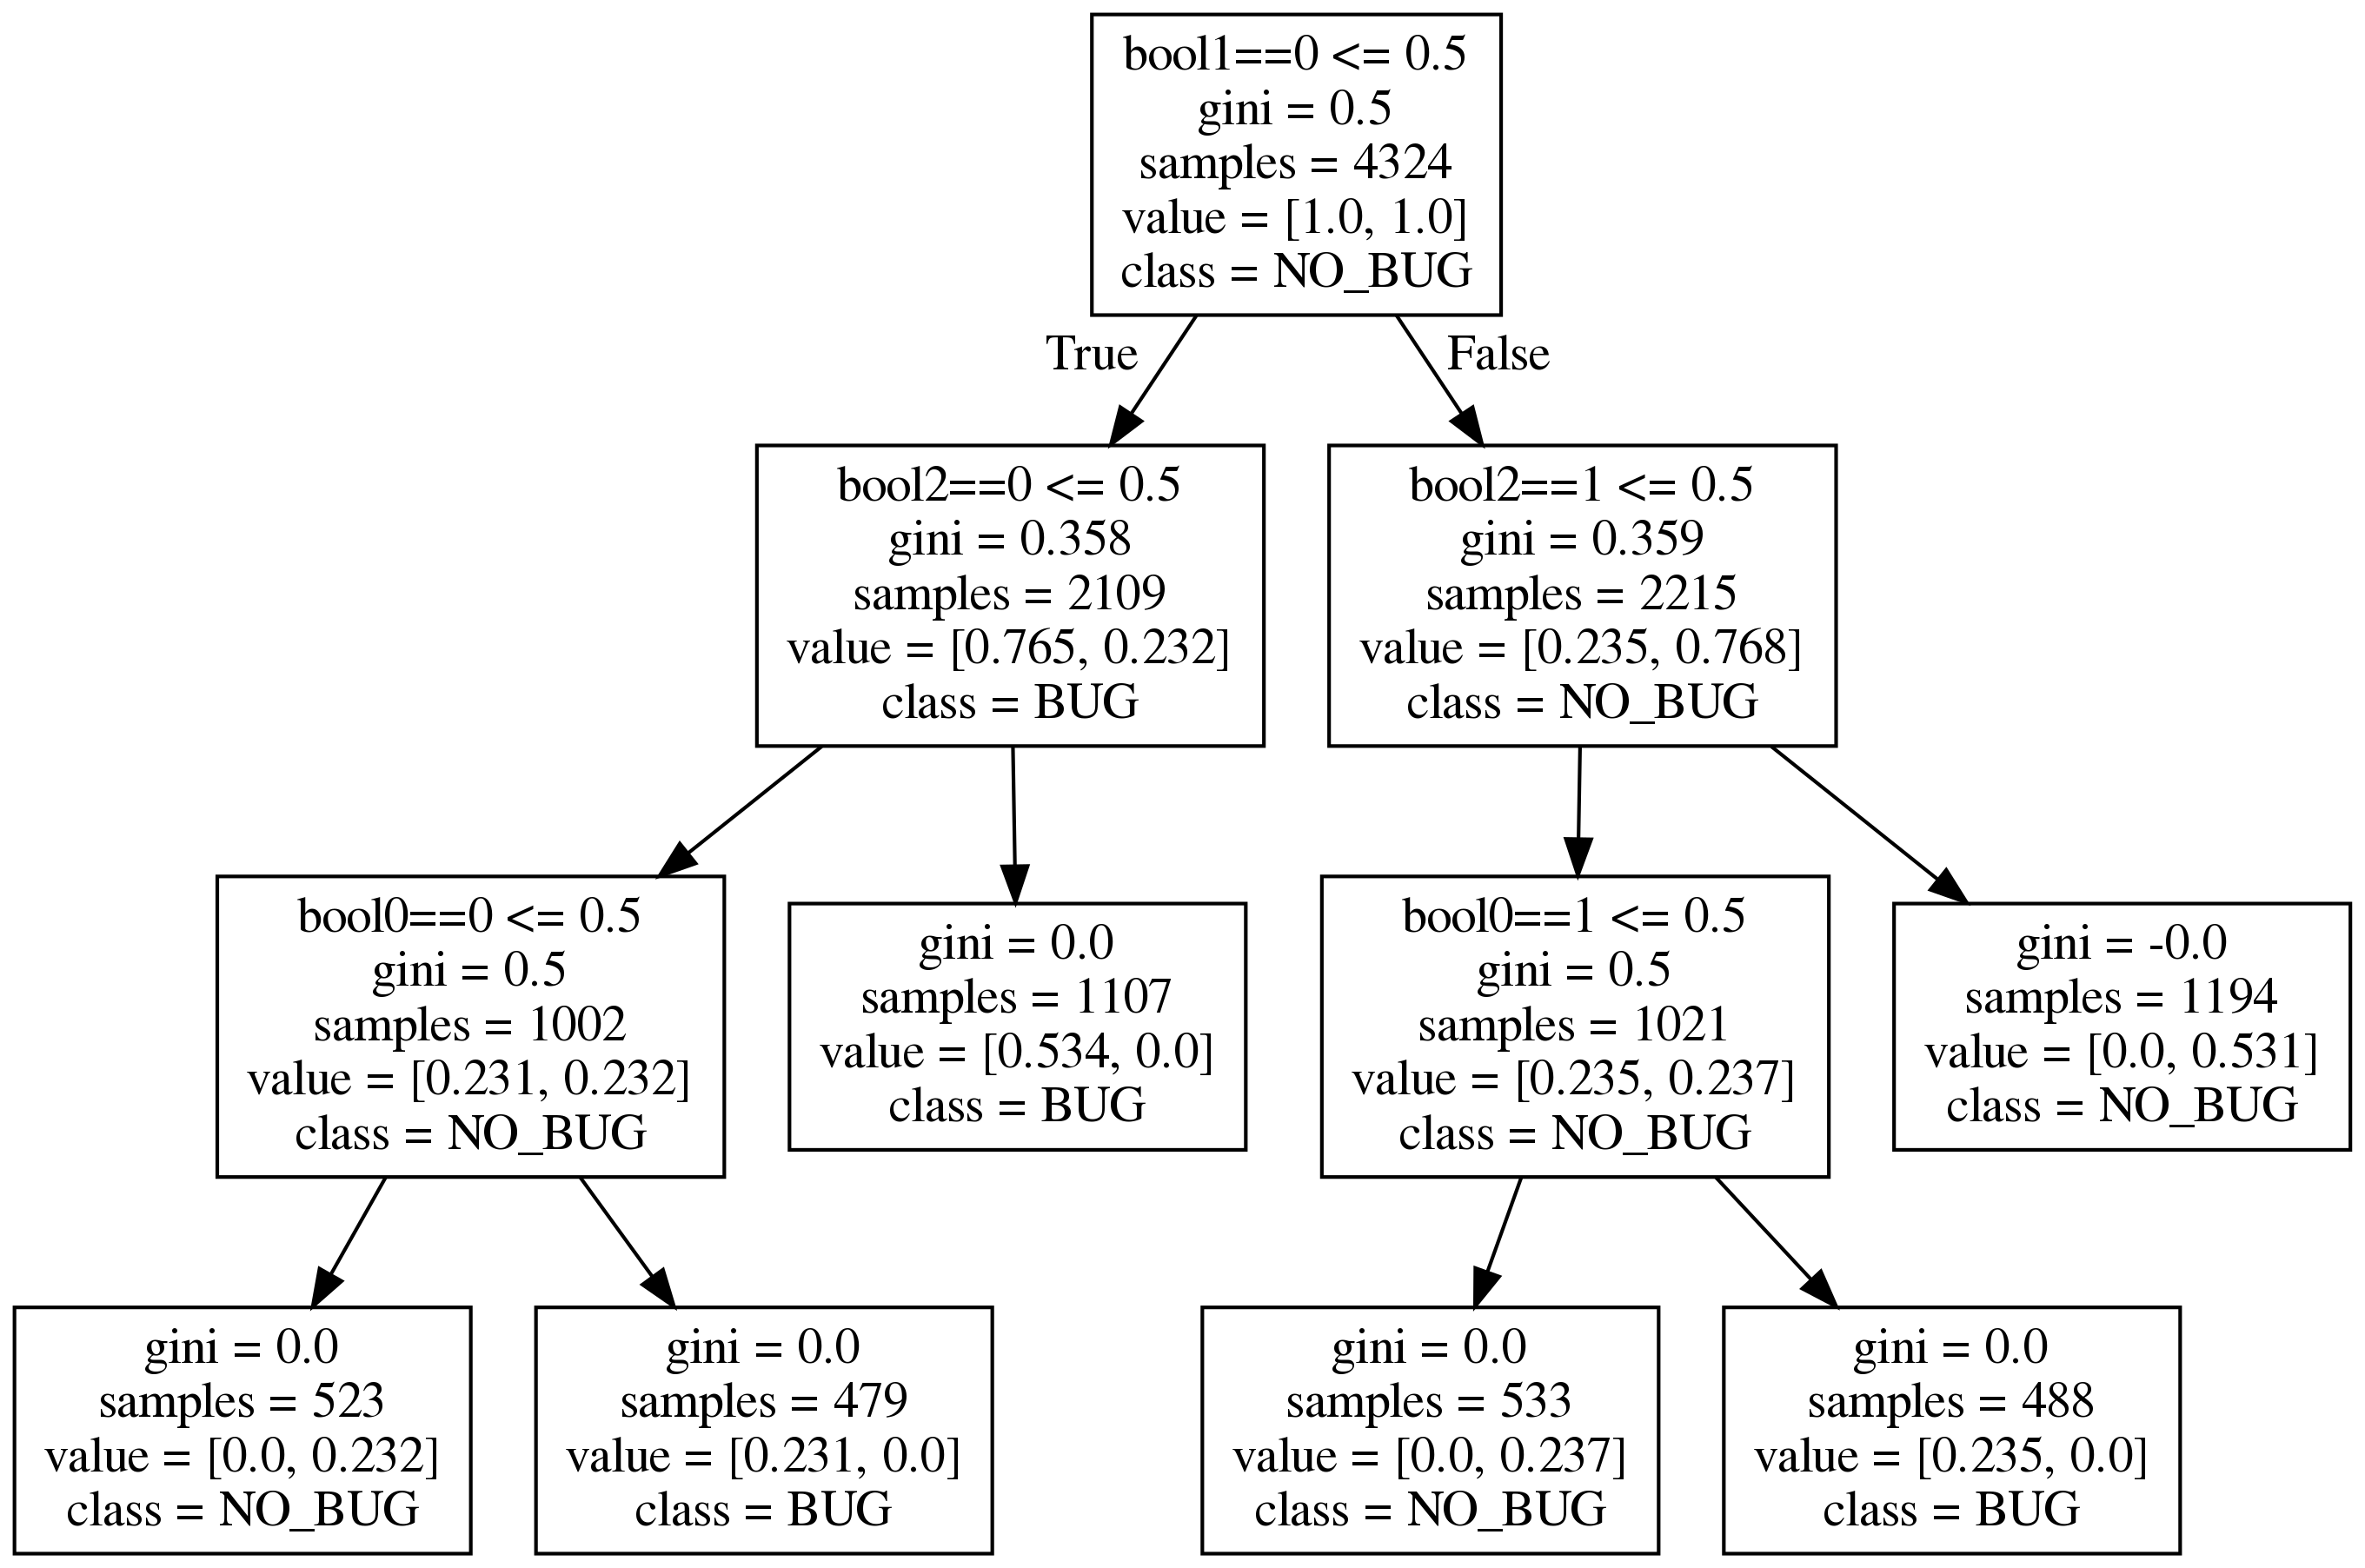 bool1==0 <= 0.5
gini = 0.5
samples = 4324
value = [1.0, 1.0]
class = NO_BUG
True
False
bool2==0 <= 0.5
gini = 0.358
samples = 2109
value = [0.765, 0.232]
class = BUG
bool2==1 <= 0.5
gini = 0.359
samples = 2215
value = [0.235, 0.768]
class = NO_BUG
bool0==0 <= 0.5
gini = 0.5
samples = 1002
value = [0.231, 0.232]
class = NO_BUG
gini = 0.0
samples = 1107
value = [0.534, 0.0]
class = BUG
bool0==1 <= 0.5
gini = 0.5
samples = 1021
value = [0.235, 0.237]
class = NO_BUG
gini = -0.0
samples = 1194
value = [0.0, 0.531]
class = NO_BUG
gini = 0.0
samples = 523
value = [0.0, 0.232]
class = NO_BUG
gini = 0.0
samples = 479
value = [0.231, 0.0]
class = BUG
gini = 0.0
samples = 533
value = [0.0, 0.237]
class = NO_BUG
gini = 0.0
samples = 488
value = [0.235, 0.0]
class = BUG